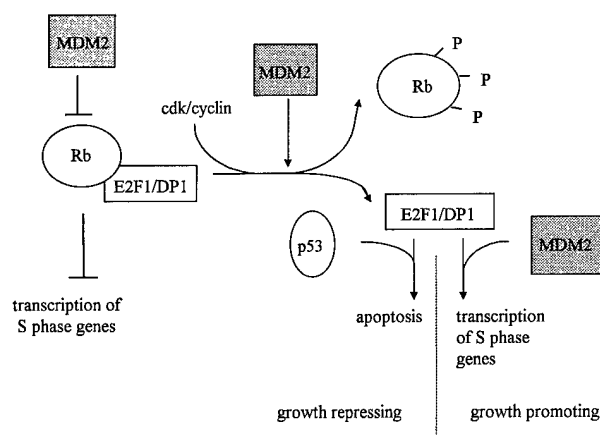 MDM2
MDM2
P
cdk/cyclin
Rb
P
P
Rb
E2F1/DP1
E2F1/DP1
p53
MDM2
transcription of
S phase genes
apoptosis
transcription
of S phase
genes
growth repressing
growth promoting